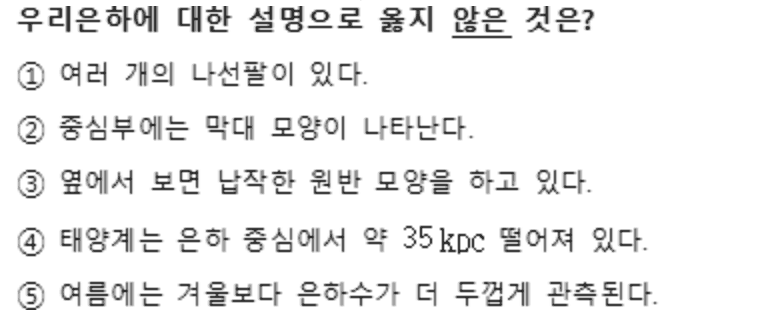 우리은하에 대한 설명으로 옳지 않은 것은?
① 여러 개의 나선팔이 있다.
② 중심부에는 막대 모양이 나타난다.
③ 옆에서 보면 납작한 원반 모양을 하고 있다.
④ 태양계는 은하 중심에서 약 35kpc 떨어져 있다.
⑤ 여름에는 겨울보다 은하수가 더 두껍게 관측된다.